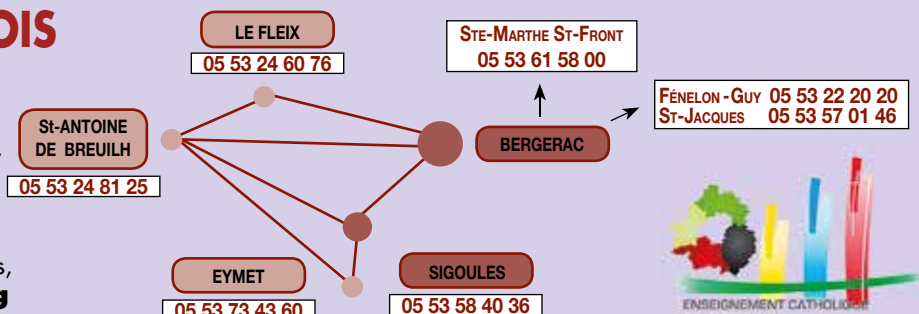 OIS
LE FLEIX
05 53 24 60 76
STE-MARTHE ST-FRONT
05 53 61 58 00
FÉNELON-GUY 05 53 22 20 20
ST-JACQUES 05 53 57 01 46
St-ANTOINE
DE BREUILH
05 53 24 81 25
BERGERAC
s,
g
EYMET
05 53 73 43 60
SIGOULES
05 53 58 40 36
ENSEIGNEMENT CATHOLIQUE